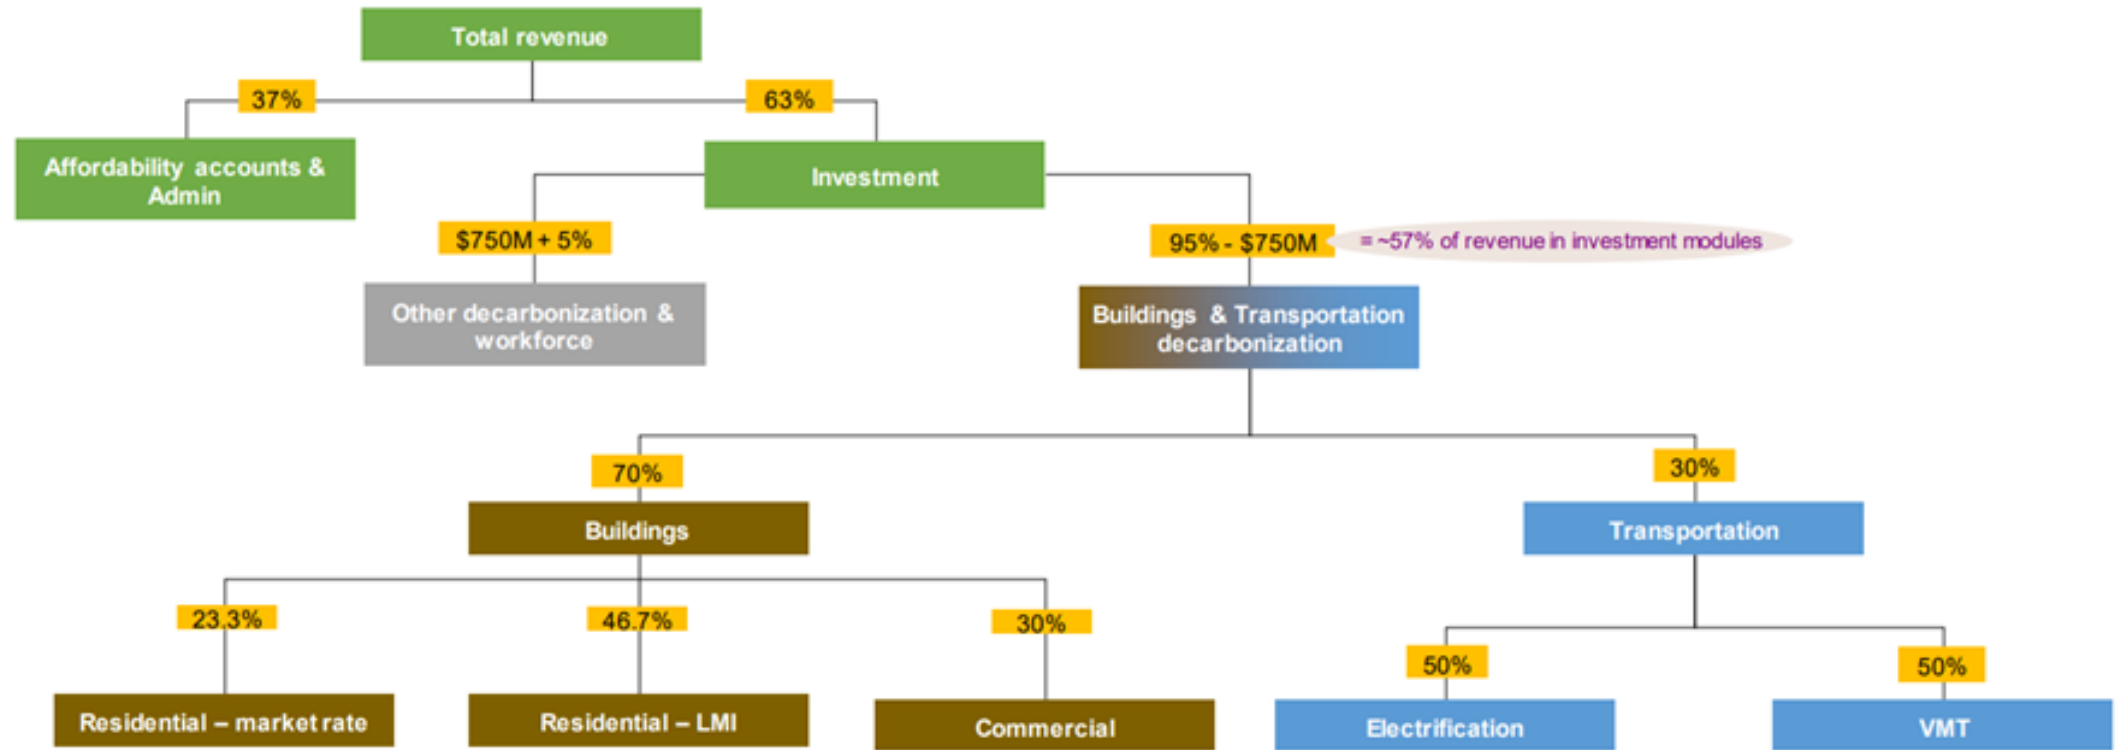 Total revenue
37%
63%
Affordability accounts &
Admin
Investment
$750M + 5%
95% - $750M
= ~57% of revenue in investment modules
Other decarbonization &
workforce
Buildings & Transportation
decarbonization
70%
30%
Buildings
Transportation
23.3%
46.7%
30%
50%
50%
Residential – market rate
Residential – LMI
Commercial
Electrification
VMT